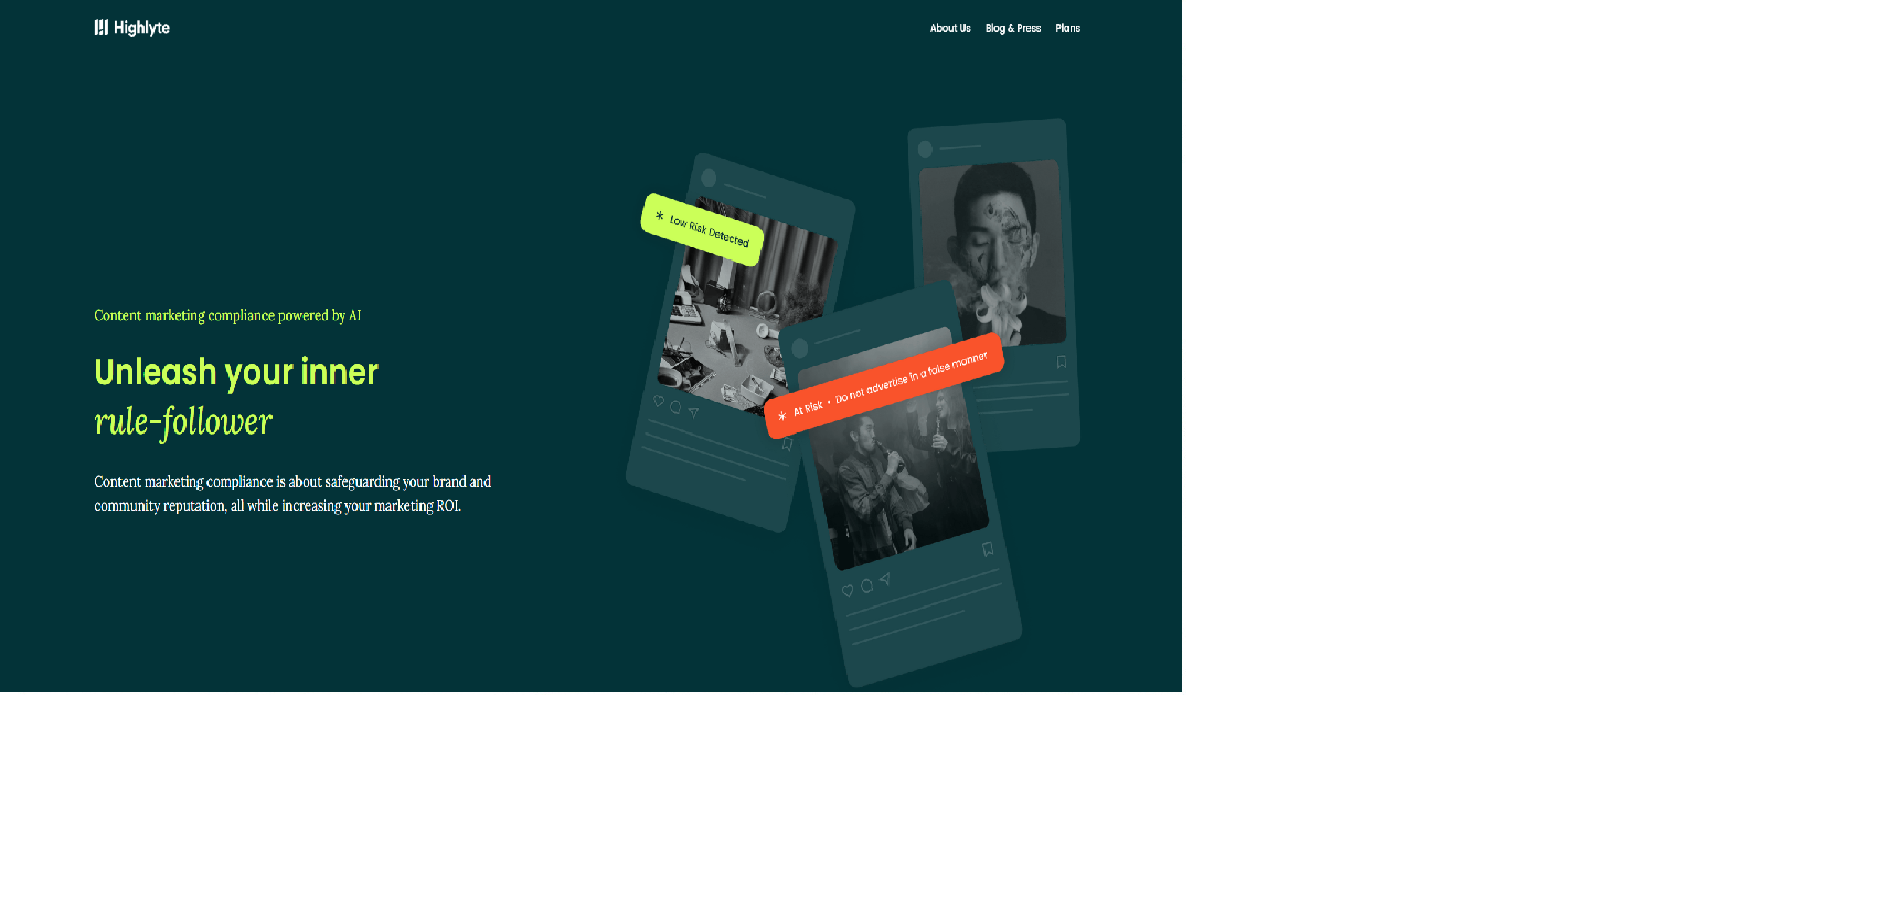 Highlyte
About Us Blog & Press Plans
Low Risk Detected
At Risk • Do not advertise in a false manner
Content marketing compliance powered by AI
Unleash your inner
rule-follower
Content marketing compliance is about safeguarding your brand and
community reputation, all while increasing your marketing ROI.